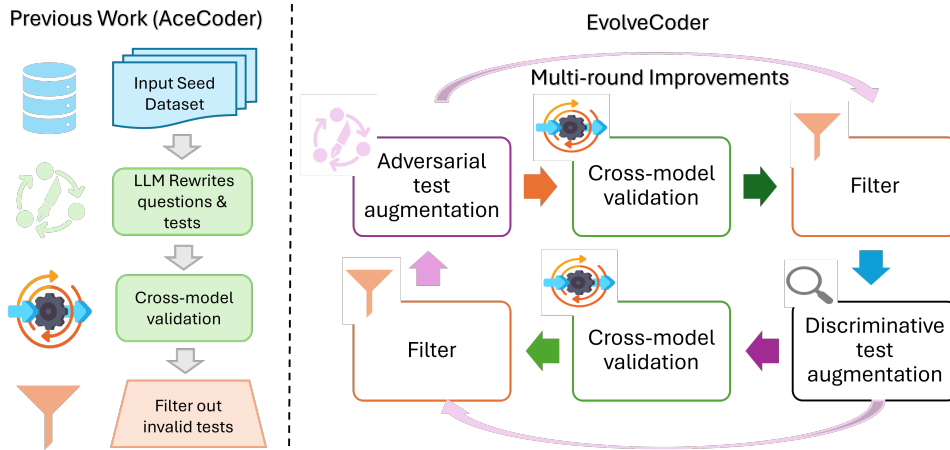 Previous Work (AceCoder)
Input Seed
Dataset
LLM Rewrites
questions &
tests
Cross-model
validation
Filter out
invalid tests
EvolveCoder
Multi-round Improvements
Adversarial
test
augmentation
Cross-model
validation
Filter
Discriminative
test
augmentation
Cross-model
validation
Filter